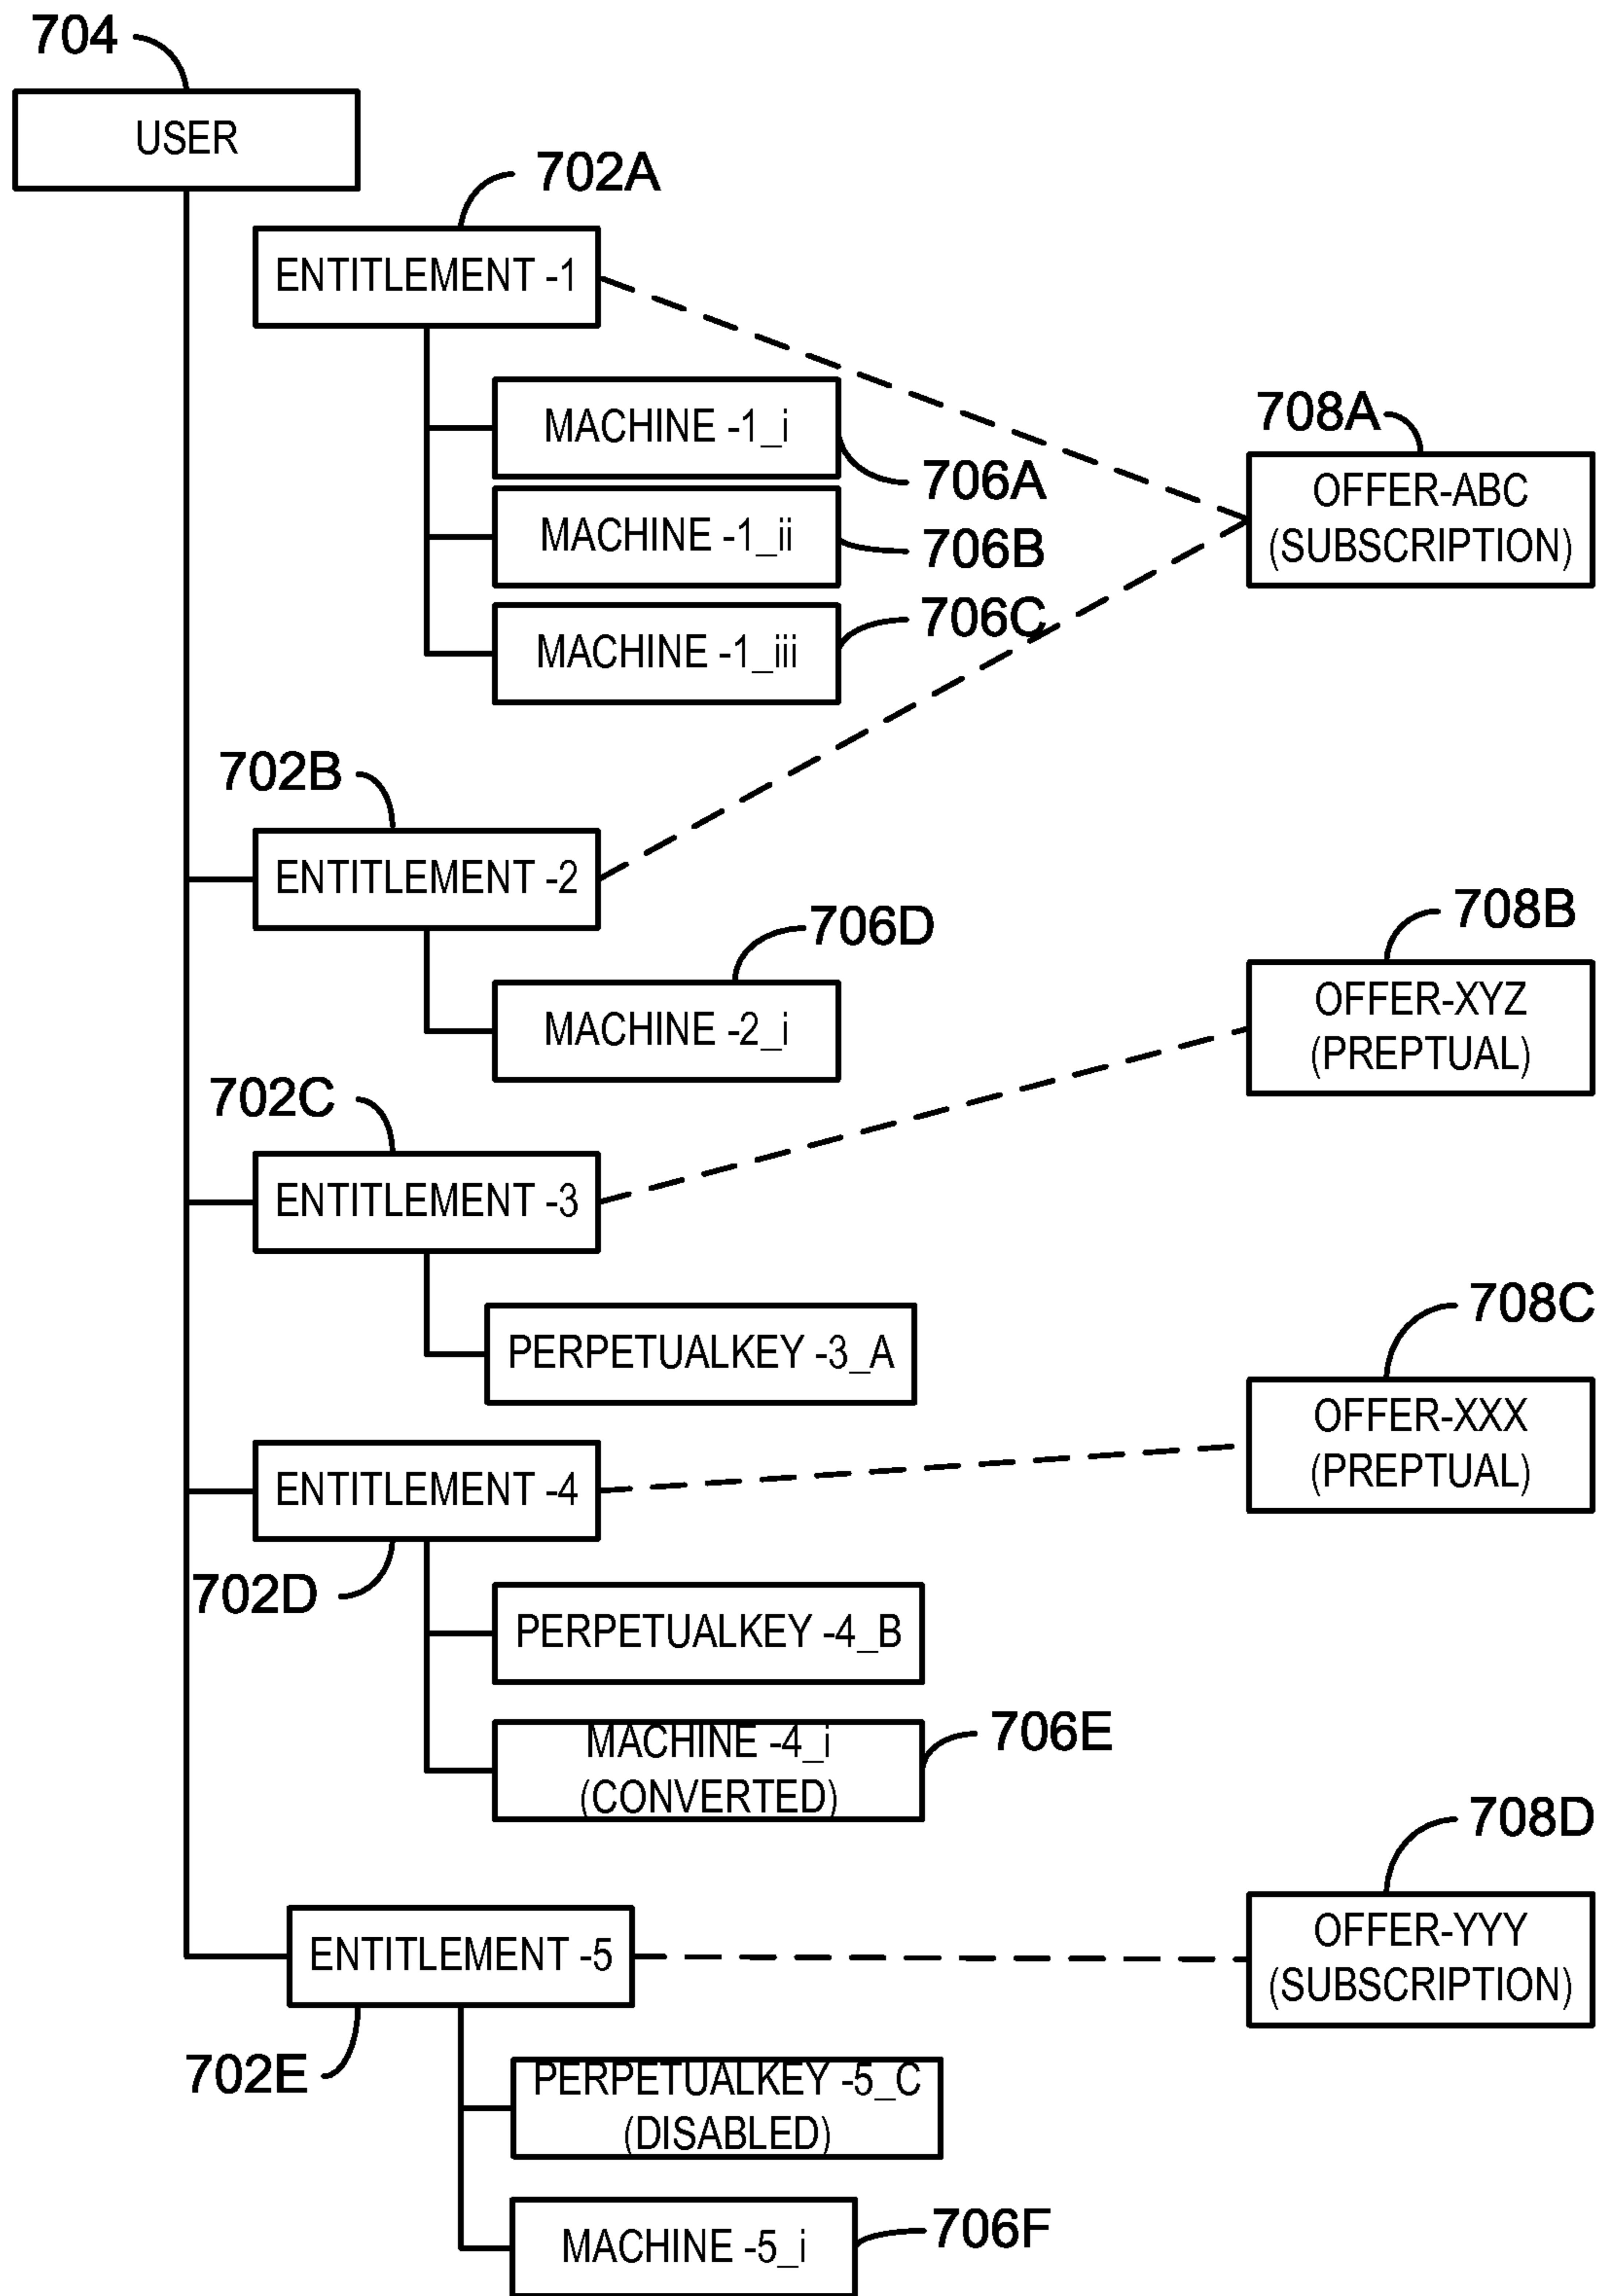 704
USER
702A
ENTITLEMENT -1
MACHINE -1_i
706A
MACHINE -1_ii
706B
MACHINE -1_iii
706C
708A
OFFER-ABC
(SUBSCRIPTION)
702B
ENTITLEMENT -2
706D
MACHINE -2_i
708B
OFFER-XYZ
(PREPTUAL)
702C
ENTITLEMENT -3
PERPETUALKEY -3_A
708C
OFFER-XXX
(PREPTUAL)
ENTITLEMENT -4
702D
PERPETUALKEY -4_B
MACHINE -4_i
(CONVERTED)
706E
708D
OFFER-YYY
(SUBSCRIPTION)
ENTITLEMENT -5
702E
PERPETUALKEY -5_C
(DISABLED)
MACHINE -5_i
706F